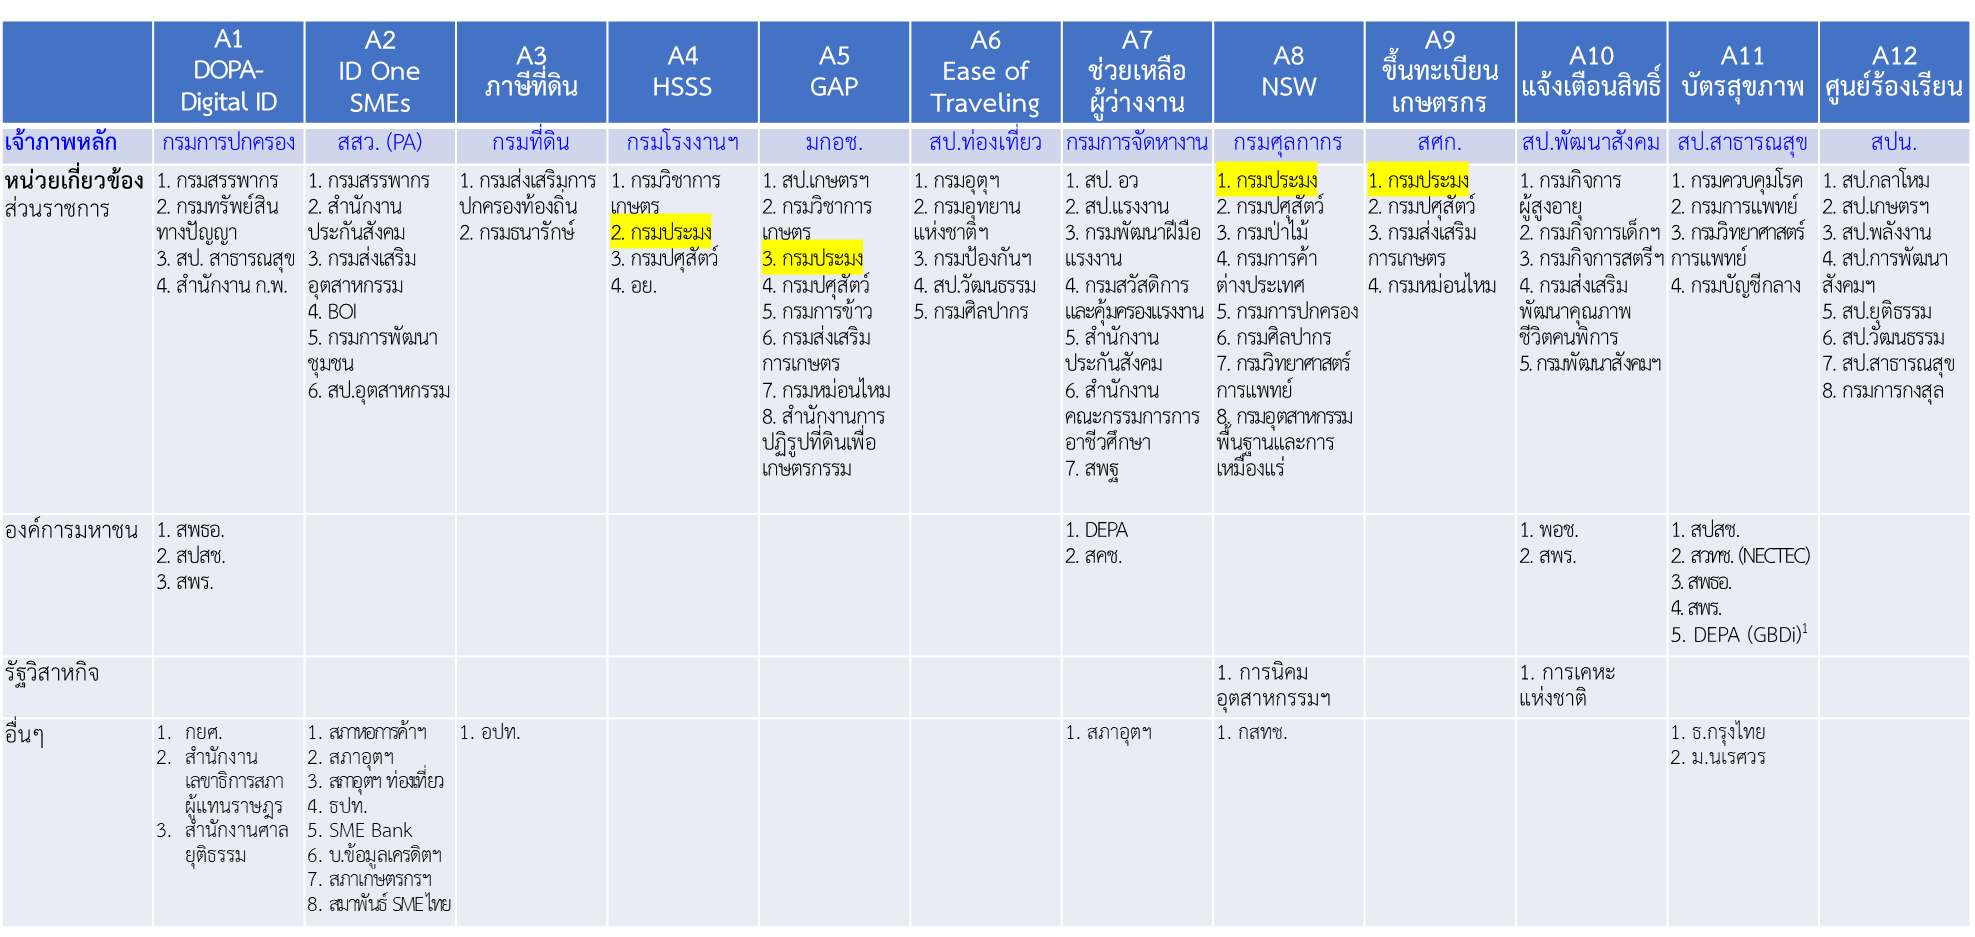 A1
DOPA-
Digital ID
A2
ID One
SMEs
A3
ภาษีที่ดิน
A4
HSSS
A5
GAP
A6
Ease of
Traveling
A7
ช่วยเหลือ
ผู้ว่างงาน
A8
NSW
A9
ขึ้นทะเบียน
เกษตรกร
A10
แจ้งเตือนสิทธิ์
A11
บัตรสุขภาพ
A12
ศูนย์ร้องเรียน
เจ้าภาพหลัก
กรมการปกครอง
สสว. (PA)
กรมที่ดิน
กรมโรงงานฯ
มกอช.
สป.ท่องเที่ยว
กรมการจัดหางาน
กรมศุลกากร
สศก.
สป.พัฒนาสังคม
สป.สาธารณสุข
สปน.
หน่วยเกี่ยวข้อง
ส่วนราชการ
1. กรมสรรพากร
2. กรมทรัพย์สิน
ทางปัญญา
3. สป. สาธารณสุข
4. สำนักงาน ก.พ.
1. กรมสรรพากร
2. สำนักงาน
ประกันสังคม
3. กรมส่งเสริม
อุตสาหกรรม
4. BOI
5. กรมการพัฒนา
ชุมชน
6. สป.อุตสาหกรรม
1. กรมส่งเสริมการ
ปกครองท้องถิ่น
2. กรมธนารักษ์
1. กรมวิชาการ
เกษตร
2. กรมประมง
3. กรมปศุสัตว์
4. อย.
1. สป.เกษตรฯ
2. กรมวิชาการ
เกษตร
3. กรมประมง
4. กรมปศุสัตว์
5. กรมการข้าว
6. กรมส่งเสริม
การเกษตร
7. กรมหม่อนไหม
8. สำนักงานการ
ปฏิรูปที่ดินเพื่อ
เกษตรกรรม
1. กรมอุตุฯ
2. กรมอุทยาน
แห่งชาติฯ
3. กรมป้องกันฯ
4. สป.วัฒนธรรม
5. กรมศิลปากร
1. สป. อว
2. สป.แรงงาน
3. กรมพัฒนาฝีมือ
แรงงาน
4. กรมสวัสดิการ
และคุ้มครองแรงงาน
5. สำนักงาน
ประกันสังคม
6. สำนักงาน
คณะกรรมการการ
อาชีวศึกษา
7. สพฐ
1. กรมประมง
2. กรมปศุสัตว์
3. กรมป่าไม้
4. กรมการค้า
ต่างประเทศ
5. กรมการปกครอง
6. กรมศิลปากร
7. กรมวิทยาศาสตร์
การแพทย์
8. กรมอุตสาหกรรม
พื้นฐานและการ
เหมืองแร่
1. กรมประมง
2. กรมปศุสัตว์
3. กรมส่งเสริม
การเกษตร
4. กรมหม่อนไหม
1. กรมกิจการ
ผู้สูงอายุ
2. กรมกิจการเด็กฯ
3. กรมกิจการสตรีฯ
4. กรมส่งเสริม
พัฒนาคุณภาพ
ชีวิตคนพิการ
5. กรมพัฒนาสังคมฯ
1. กรมควบคุมโรค
2. กรมการแพทย์
3. กรมวิทยาศาสตร์
การแพทย์
4. กรมบัญชีกลาง
1. สป.กลาโหม
2. สป.เกษตรฯ
3. สป.พลังงาน
4. สป.การพัฒนา
สังคมฯ
5. สป.ยุติธรรม
6. สป.วัฒนธรรม
7. สป.สาธารณสุข
8. กรมการกงสุล
องค์การมหาชน
1. สพธอ.
2. สปสช.
3. สพร.
1. DEPA
2. สคช.
1. พอช.
2. สพร.
1. สปสช.
2. สวทช. (NECTEC)
3. สพธอ.
4. สพร.
5. DEPA (GBDi)1
รัฐวิสาหกิจ
1. การนิคม
อุตสาหกรรมฯ
1. การเคหะ
แห่งชาติ
อื่นๆ
1. กยศ.
2. สำนักงาน
เลขาธิการสภา
ผู้แทนราษฎร
3. สำนักงานศาล
ยุติธรรม
1. สภาหอการค้าฯ
2. สภาอุตฯ
3. สภาอุตฯ ท่องเที่ยว
4. ธปท.
5. SME Bank
6. บ.ข้อมูลเครดิตฯ
7. สภาเกษตรกรฯ
8. สมาพันธ์ SME ไทย
1. อปท.
1. สภาอุตฯ
1. กสทช.
1. ธ.กรุงไทย
2. ม.นเรศวร